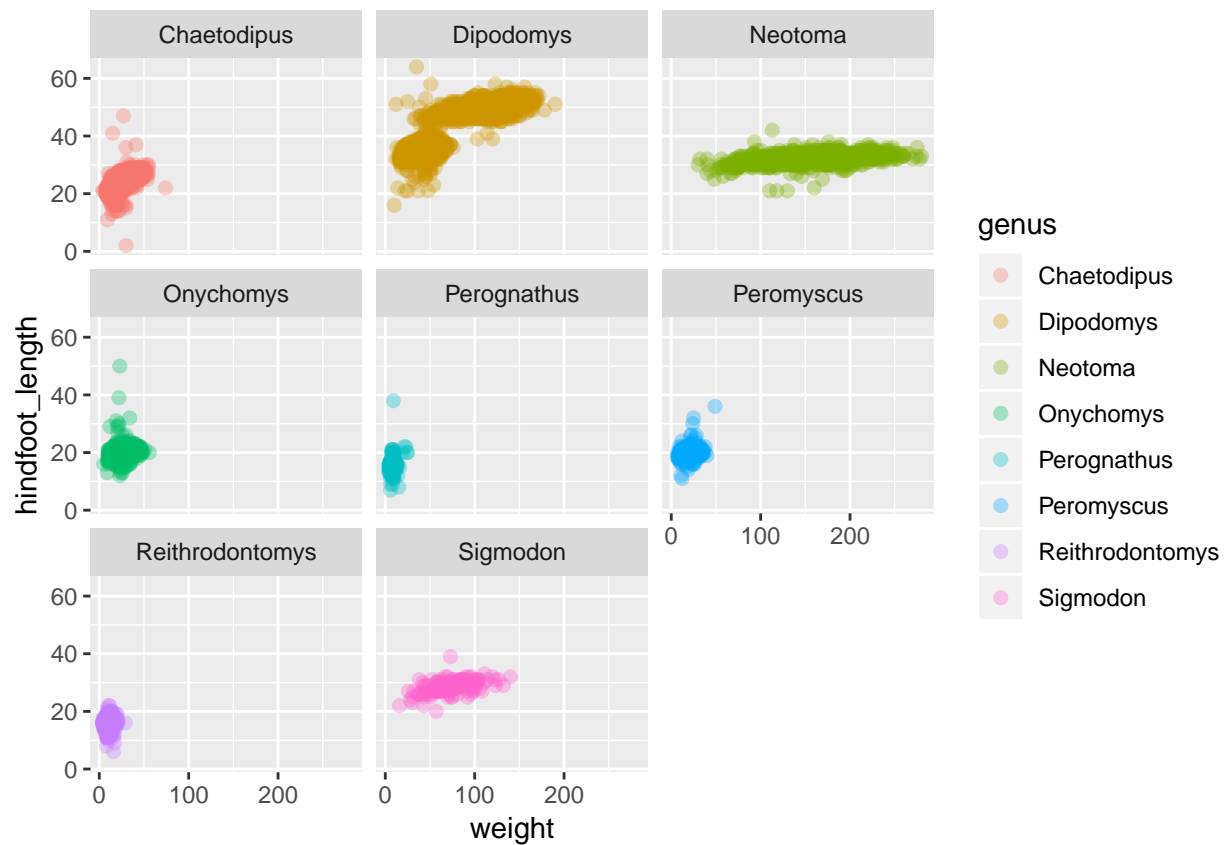 Chaetodipus
Dipodomys
Neotoma
60
40
20
0
Onychomys
Perognathus
Peromyscus
60
40
20
0
0 100 200
Reithrodontomys
Sigmodon
60
40
20
0
0 100 200
0 100 200
weight
hindfoot_length
genus
Chaetodipus
Dipodomys
Neotoma
Onychomys
Perognathus
Peromyscus
Reithrodontomys
Sigmodon